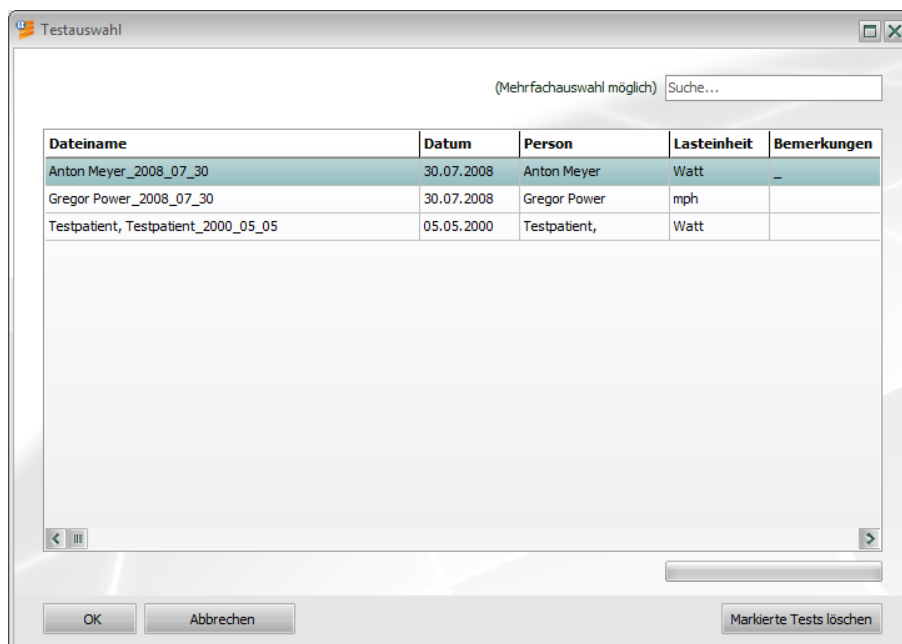 Testauswahl
(Mehrfachauswahl möglich) Suche...
Dateiname Datum Person Lasteinheit Bemerkungen
Anton Meyer_2008_07_30 30.07.2008 Anton Meyer Watt _
Gregor Power_2008_07_30 30.07.2008 Gregor Power mph
Testpatient, Testpatient_2000_05_05 05.05.2000 Testpatient, Watt
OK Abbrechen Markierte Tests löschen